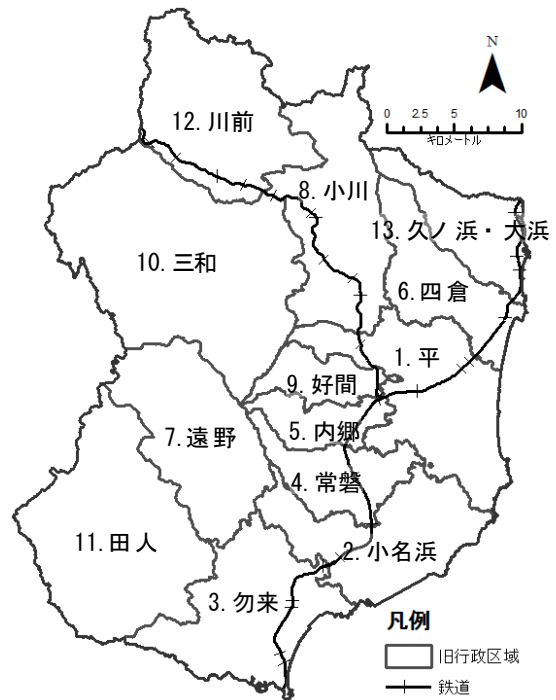 N
12. 川前
0 2.5 5 10
キロメートル
8. 小川
13. 久ノ浜・大浜
10. 三和
6. 四倉
1. 平
9. 好間
7. 遠野
5. 内郷
4. 常磐
11. 田人
2. 小名浜
3. 勿来
凡例
旧行政区域
鉄道